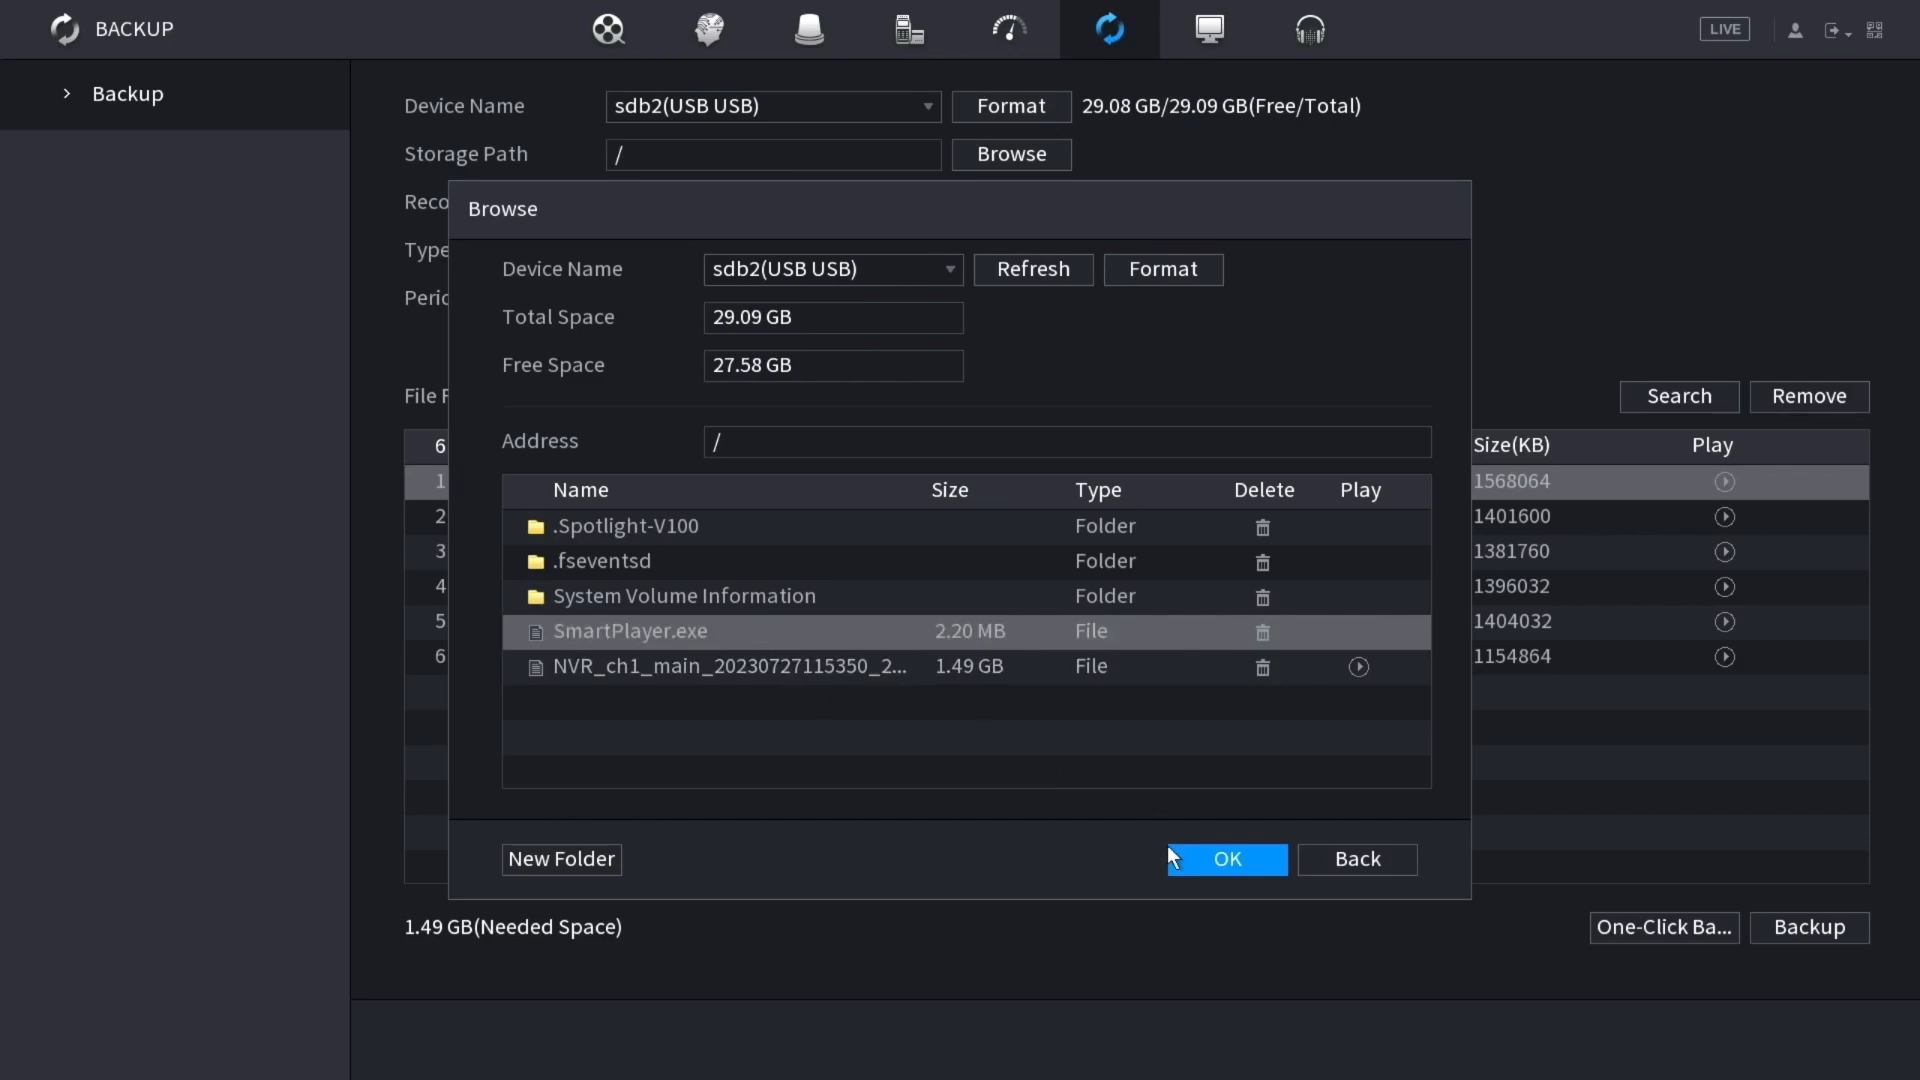 BACKUP
LIVE
Backup
Device Name sdb2(USB USB) Format 29.08 GB/29.09 GB(Free/Total)
Storage Path / Browse
Reco
Type
Peric
Browse
Device Name sdb2(USB USB) Refresh Format
Total Space 29.09 GB
Free Space 27.58 GB
File F
Search Remove
Address /
6 Size(KB) Play
1 1568064
2 1401600
3 1381760
4 1396032
5 1404032
6 1154864
Name Size Type Delete Play
.Spotlight-V100 Folder
.fseventsd Folder
System Volume Information Folder
SmartPlayer.exe 2.20 MB File
NVR_ch1_main_20230727115350_2... 1.49 GB File
New Folder OK Back
1.49 GB(Needed Space)
One-Click Ba... Backup